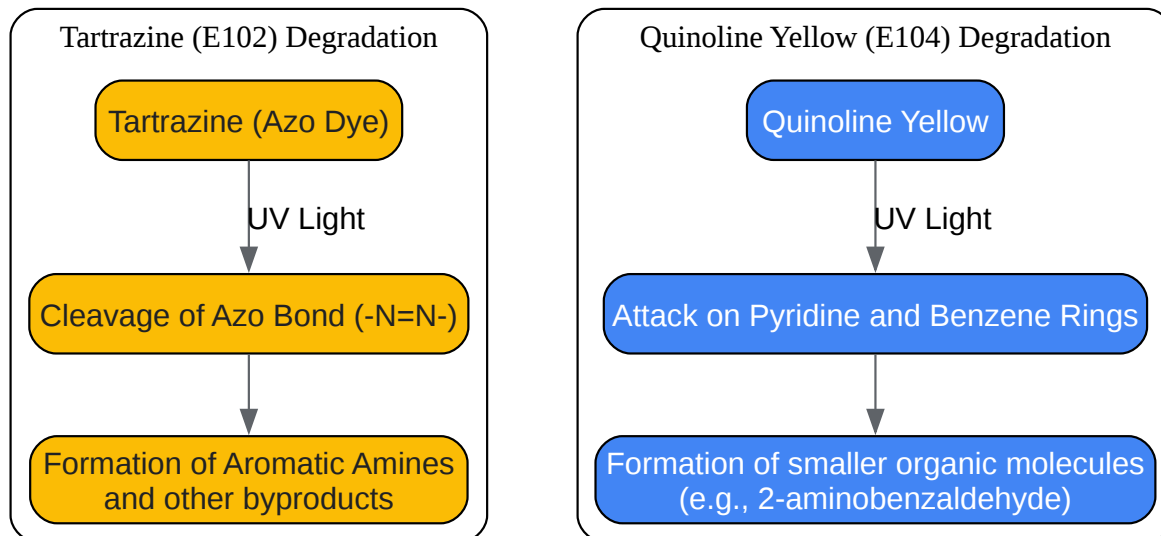 Tartrazine (E102) Degradation
Tartrazine (Azo Dye)
UV Light
Cleavage of Azo Bond (-N=N-)
Formation of Aromatic Amines
and other byproducts
Quinoline Yellow (E104) Degradation
Quinoline Yellow
UV Light
Attack on Pyridine and Benzene Rings
Formation of smaller organic molecules
(e.g., 2-aminobenzaldehyde)